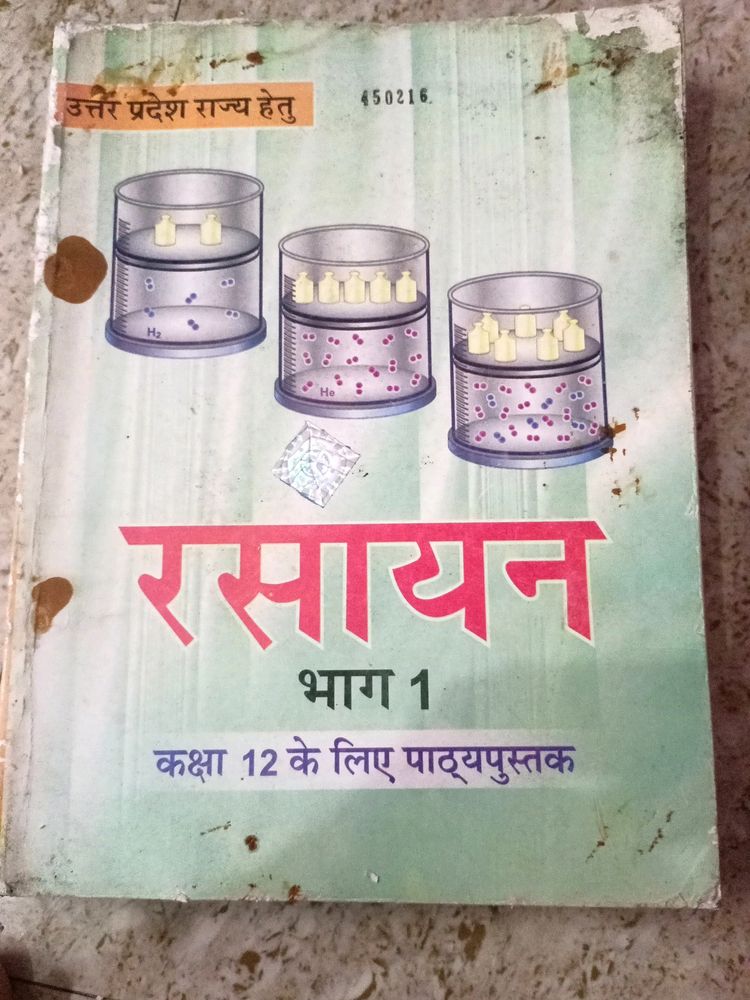 उत्तर प्रदेश राज्य हेतु
450216
H₂
He
रसायन
भाग 1
कक्षा 12 के लिए पाठ्यपुस्तक